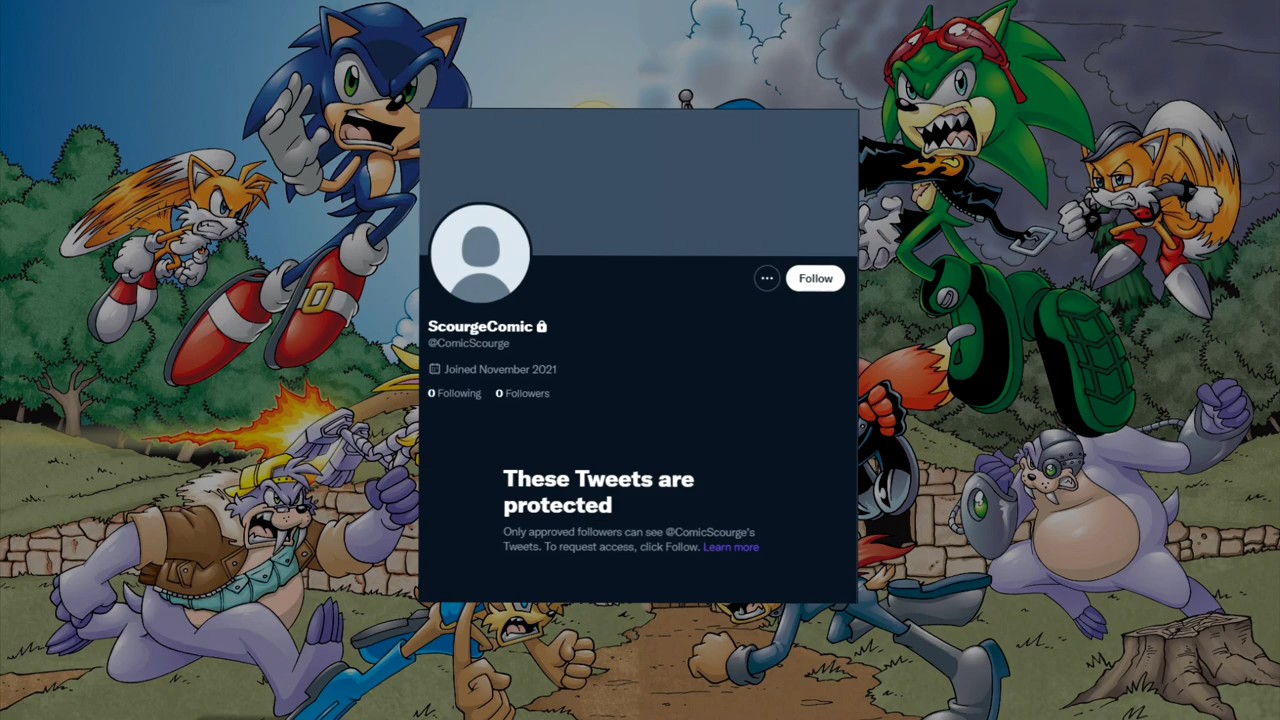 Follow
ScourgeComic
@ComicScourge
Joined November 2021
0 Following 0 Followers
These Tweets are
protected
Only approved followers can see @ComicScourge's
Tweets. To request access, click Follow. Learn more